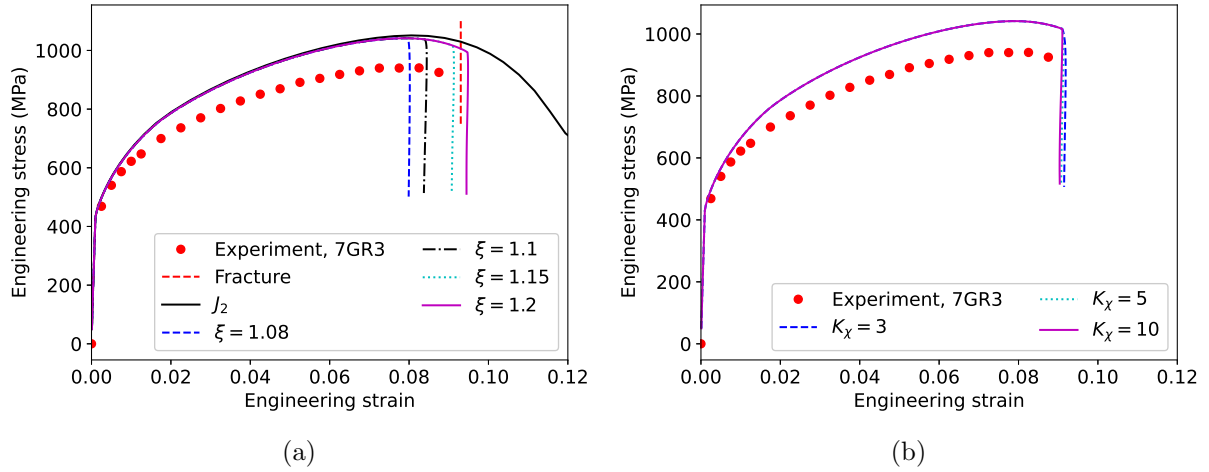 Engineering stress (MPa)
1000
800
600
400
200
0
0.00 0.02 0.04 0.06 0.08 0.10 0.12
Engineering strain
Experiment, 7GR3
Fracture
J₂
ξ = 1.08
ξ = 1.1
ξ = 1.15
ξ = 1.2
(a)
Engineering stress (MPa)
1000
800
600
400
200
0
0.00 0.02 0.04 0.06 0.08 0.10 0.12
Engineering strain
Experiment, 7GR3
Kχ = 3
Kχ = 5
Kχ = 10
(b)